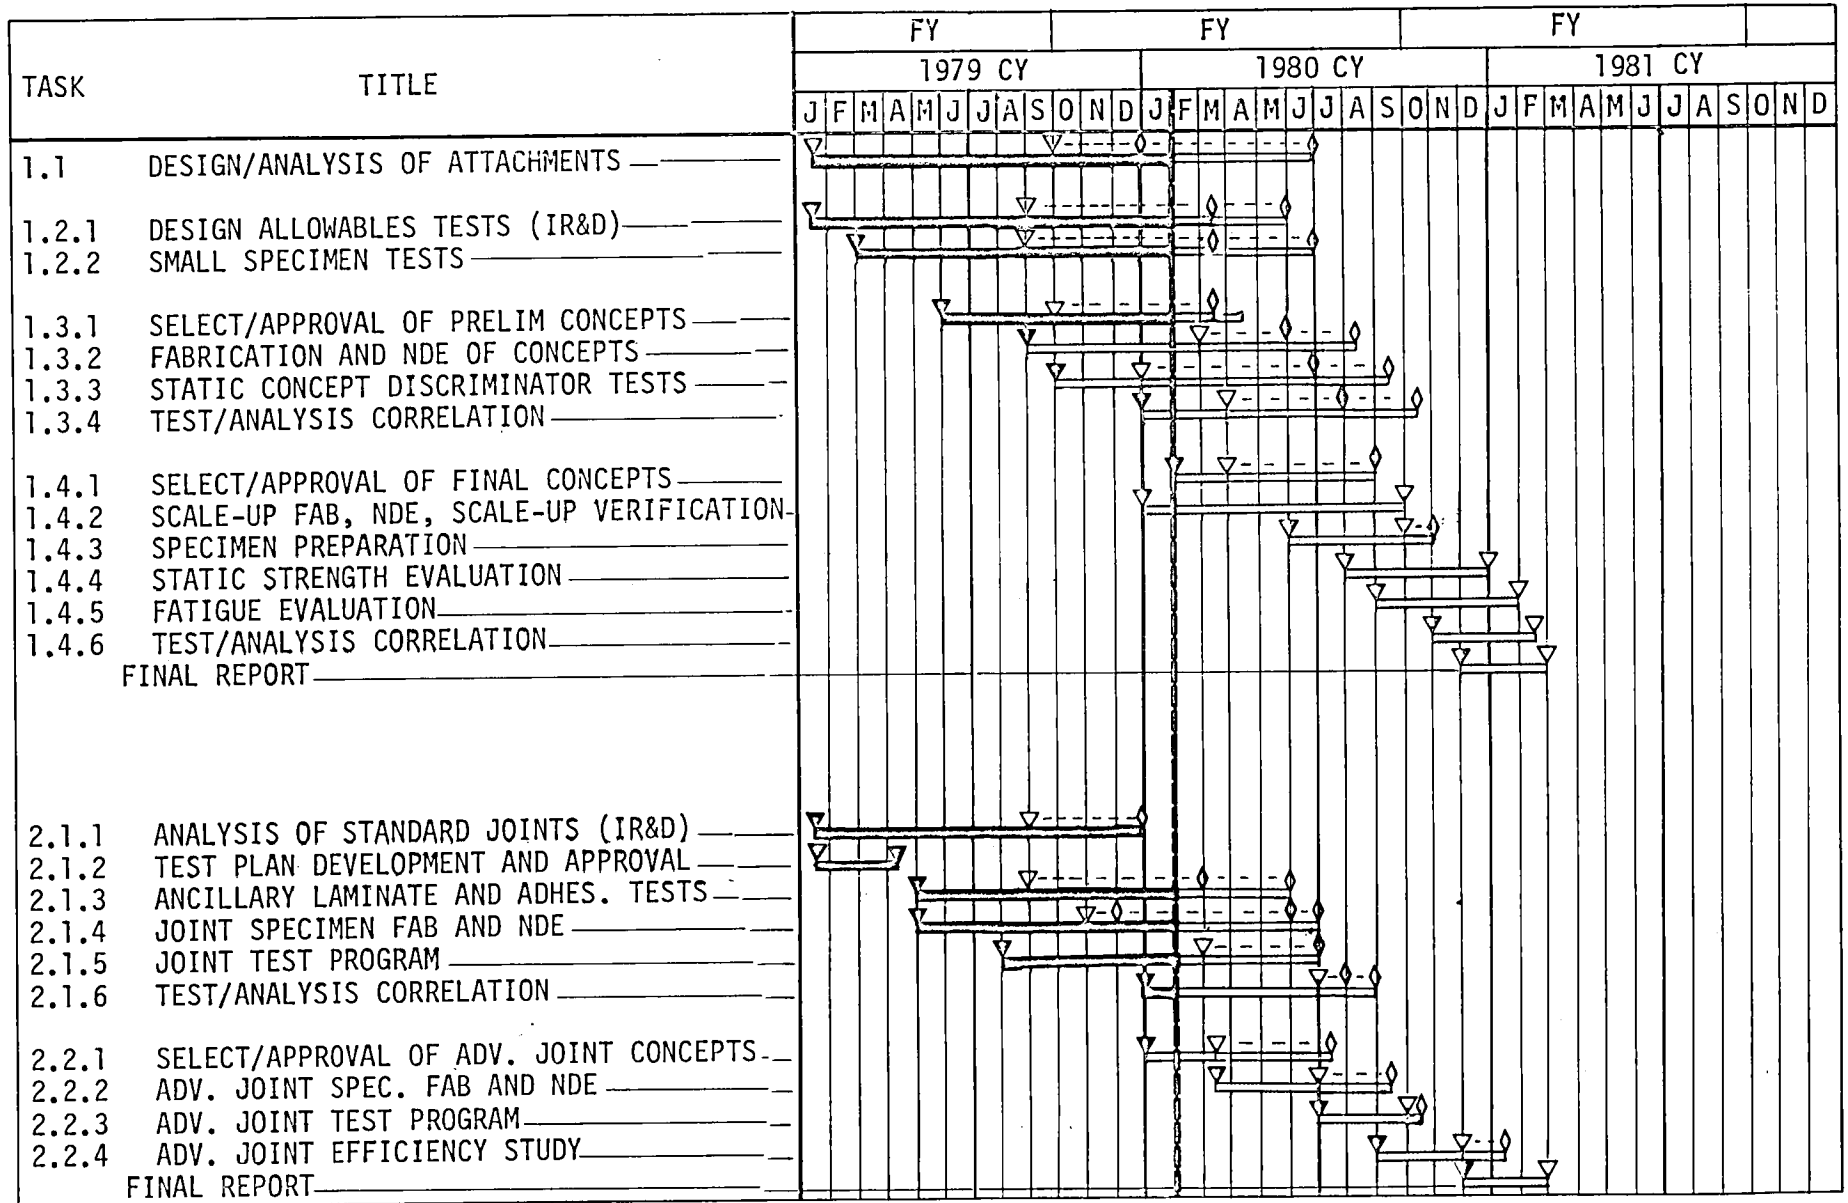 FY FY FY
TASK TITLE 1979 CY 1980 CY 1981 CY
J F M A M J J A S O N D J F M A M J J A S O N D J F M A M J J A S O N D
1.1 DESIGN/ANALYSIS OF ATTACHMENTS
1.2.1 DESIGN ALLOWABLES TESTS (IR&D)
1.2.2 SMALL SPECIMEN TESTS
1.3.1 SELECT/APPROVAL OF PRELIM CONCEPTS
1.3.2 FABRICATION AND NDE OF CONCEPTS
1.3.3 STATIC CONCEPT DISCRIMINATOR TESTS
1.3.4 TEST/ANALYSIS CORRELATION
1.4.1 SELECT/APPROVAL OF FINAL CONCEPTS
1.4.2 SCALE-UP FAB, NDE, SCALE-UP VERIFICATION
1.4.3 SPECIMEN PREPARATION
1.4.4 STATIC STRENGTH EVALUATION
1.4.5 FATIGUE EVALUATION
1.4.6 TEST/ANALYSIS CORRELATION
FINAL REPORT
2.1.1 ANALYSIS OF STANDARD JOINTS (IR&D)
2.1.2 TEST PLAN DEVELOPMENT AND APPROVAL
2.1.3 ANCILLARY LAMINATE AND ADHES. TESTS
2.1.4 JOINT SPECIMEN FAB AND NDE
2.1.5 JOINT TEST PROGRAM
2.1.6 TEST/ANALYSIS CORRELATION
2.2.1 SELECT/APPROVAL OF ADV. JOINT CONCEPTS
2.2.2 ADV. JOINT SPEC. FAB AND NDE
2.2.3 ADV. JOINT TEST PROGRAM
2.2.4 ADV. JOINT EFFICIENCY STUDY
FINAL REPORT